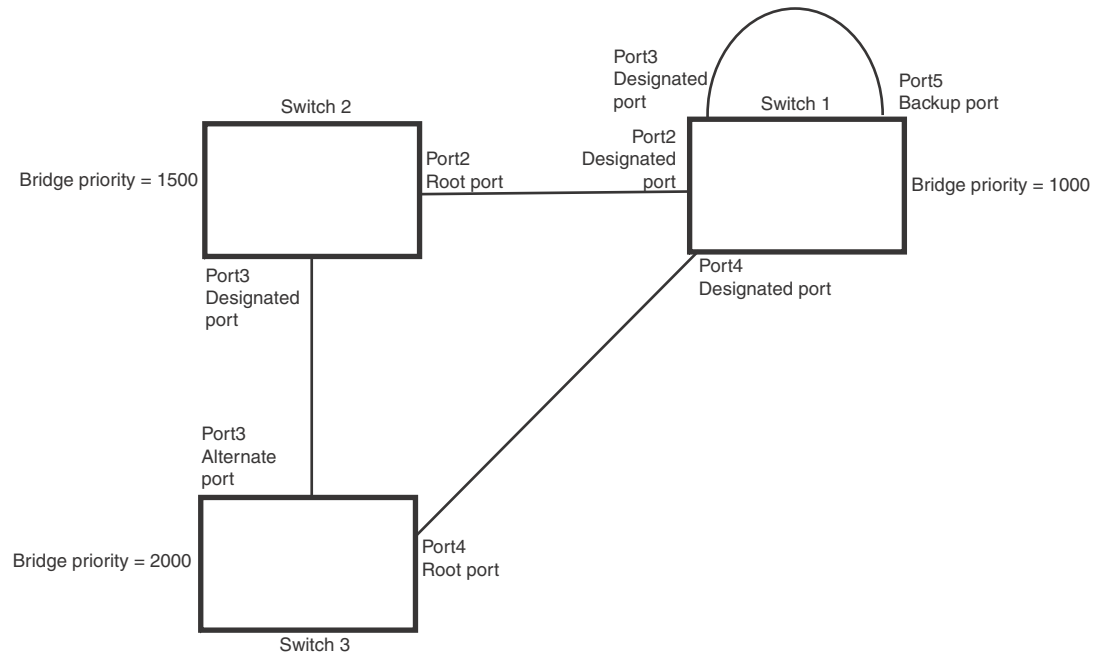 Port3
Designated
port
Port5
Backup port
Switch 2
Switch 1
Port2
Designated
port
Port2
Root port
Bridge priority = 1500
Bridge priority = 1000
Port3
Designated
port
Port4
Designated port
Port3
Alternate
port
Port4
Root port
Bridge priority = 2000
Switch 3